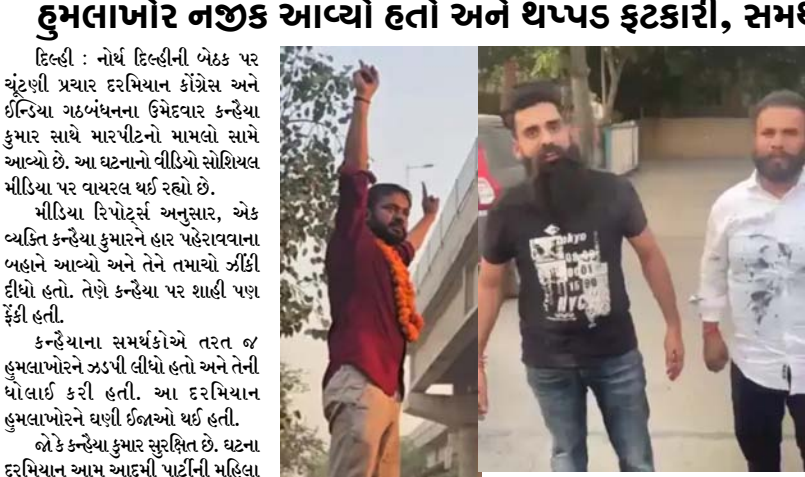 હુમલાખોર નજીક આવ્યો હતો અને થપ્પડ ફટકારી,
દિલ્હી : નોર્થ દિલ્હીની બેઠક પર
ચૂંટણી પ્રચાર દરમિયાન કોંગ્રેસ અને
ઈન્ડિયા ગઠબંધનના ઉમેદવાર કન્હૈયા
કુમાર સાથે મારપીટનો મામલો સામે
આવ્યો છે. આ ઘટનાનો વીડિયો સોશિયલ
મીડિયા પર વાયરલ થઈ રહ્યો છે.
મીડિયા રિપોર્ટ્સ અનુસાર, એક
વ્યક્તિ કન્હૈયા કુમારને હાર પહેરાવવાના
બહાને આવ્યો અને તેને તમાચો ઝીંકી
દીધો હતો. તેણે કન્હૈયા પર શાહી પણ
ફેંકી હતી.
કન્હૈયાના સમર્થકોએ તરત જ
હુમલાખોરને ઝડપી લીધો હતો અને તેની
ધોલાઈ કરી હતી. આ દરમિયાન
હુમલાખોરને ઘણી ઈજાઓ થઈ હતી.
જો કે કન્હૈયા કુમાર સુરક્ષિત છે. ઘટના
દરમિયાન આમ આદમી પાર્ટીની મહિલા
NYC